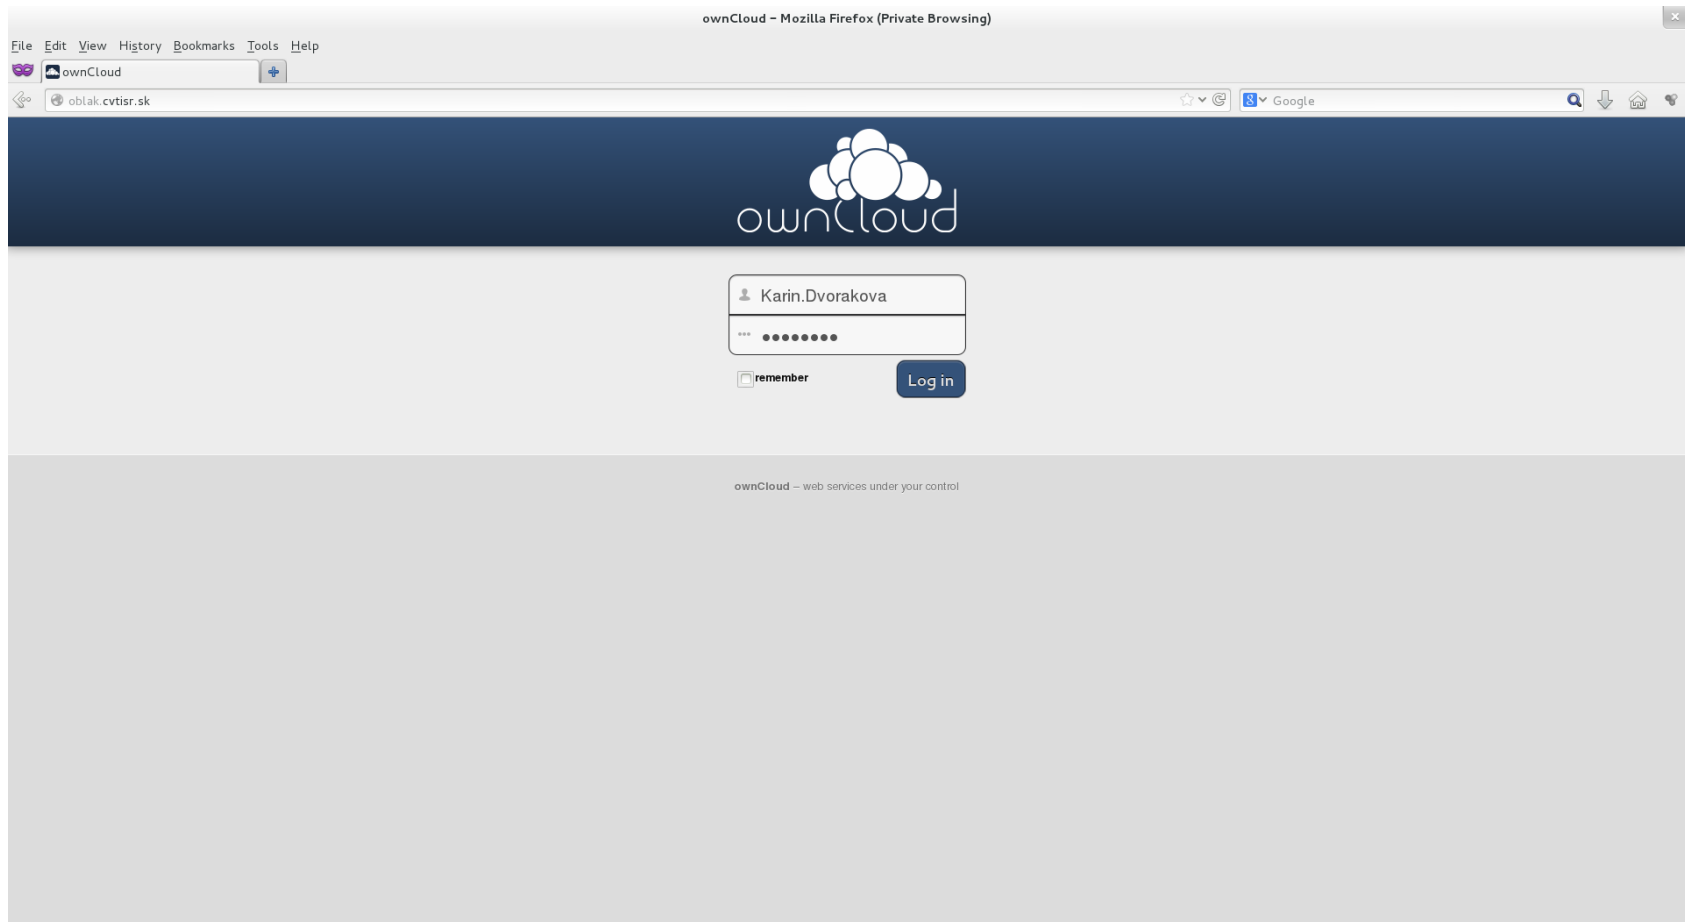 ownCloud – Mozilla Firefox (Private Browsing)
File Edit View History Bookmarks Tools Help
ownCloud
oblak.cvtisr.sk
Google
ownCloud
Karin.Dvorakova
••••••••
remember
Log in
ownCloud – web services under your control